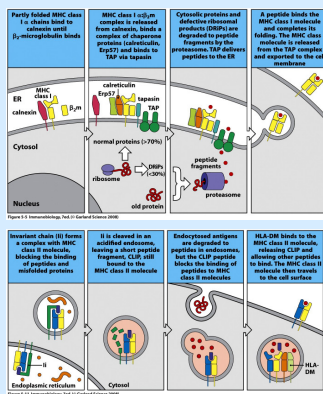 Partly folded MHC class
I α chains bind to
calnexin until
β2-microglobulin binds
MHC class I α:β2m
complex is released
from calnexin, binds a
complex of chaperone
proteins (calreticulin,
Erp57) and binds to
TAP via tapasin
Cytosolic proteins and
defective ribosomal
products (DRiPs) are
degraded to peptide
fragments by the
proteasome. TAP delivers
peptides to the ER
A peptide binds the
MHC class I molecule
and completes its
folding. The MHC class
I molecule is released
from the TAP complex
and exported to the cell
membrane
ER
MHC
class I
calnexin
β2m
Cytosol
Nucleus
calreticulin
Erp57
tapasin
TAP
normal proteins (>70%)
DRiPs
(<30%)
ribosome
old protein
peptide
fragments
proteasome
Figure 5-5 Immunobiology, 7ed. (© Garland Science 2008)
Invariant chain (Ii) forms
a complex with MHC
class II molecule,
blocking the binding
of peptides and
misfolded proteins
Ii is cleaved in an
acidified endosome,
leaving a short peptide
fragment, CLIP, still
bound to the
MHC class II molecule
Endocytosed antigens
are degraded to
peptides in endosomes,
but the CLIP peptide
blocks the binding of
peptides to MHC
class II molecules
HLA-DM binds to the
MHC class II molecule,
releasing CLIP and
allowing other peptides
to bind. The MHC class II
molecule then travels
to the cell surface
Ii
Endoplasmic reticulum
Cytosol
HLA-
DM